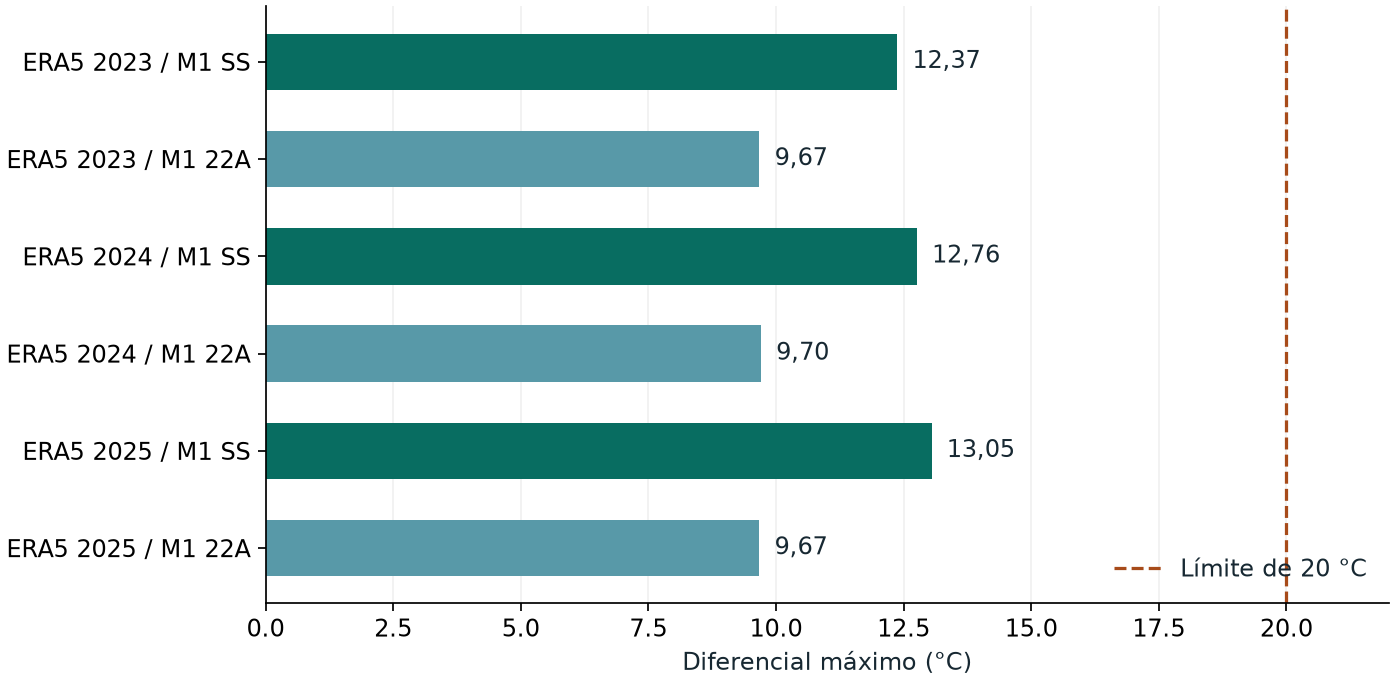 ERA5 2023 / M1 SS
12,37
ERA5 2023 / M1 22A
9,67
ERA5 2024 / M1 SS
12,76
ERA5 2024 / M1 22A
9,70
ERA5 2025 / M1 SS
13,05
ERA5 2025 / M1 22A
9,67
Límite de 20 °C
0.0 2.5 5.0 7.5 10.0 12.5 15.0 17.5 20.0
Diferencial máximo (°C)